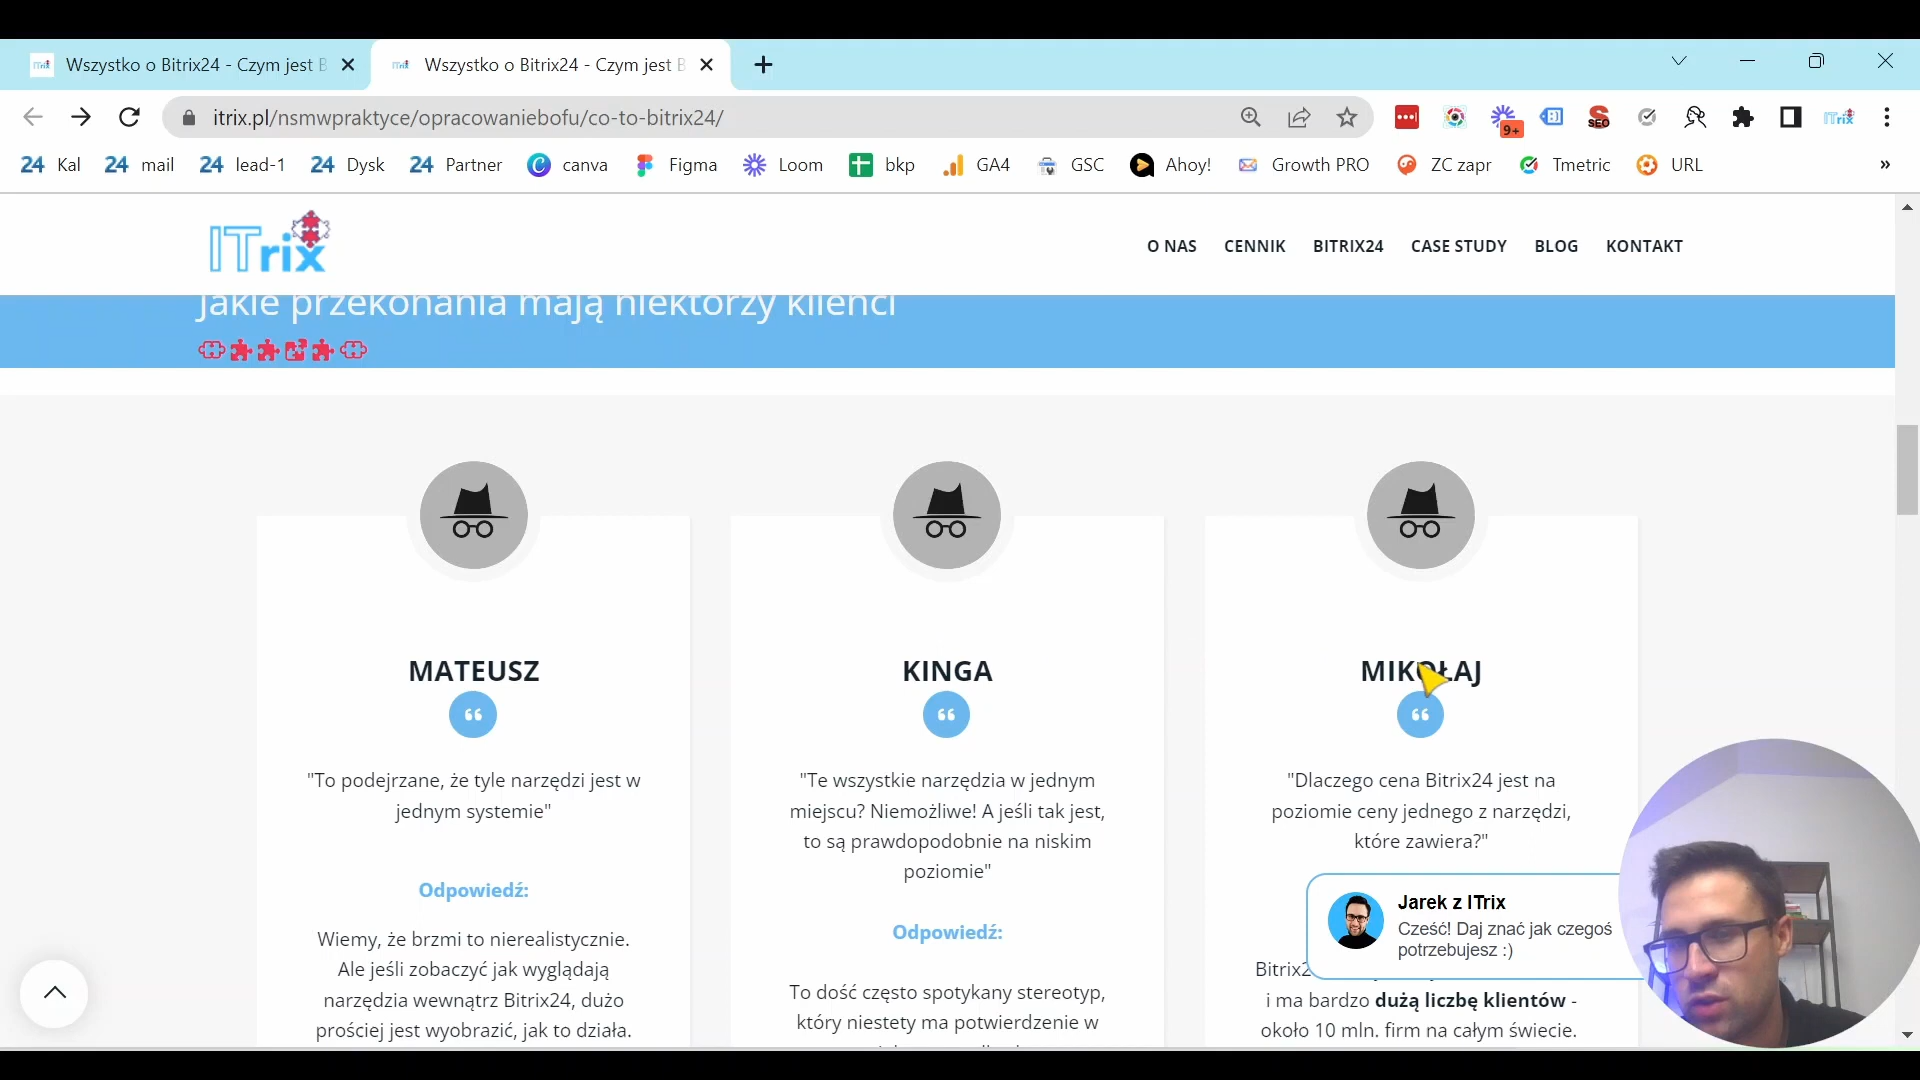 Wszystko o Bitrix24 - Czym jest B
Wszystko o Bitrix24 - Czym jest B
itrix.pl/nsmwpraktyce/opracowaniebofu/co-to-bitrix24/
9+
SEO
ITrix
24 Kal
24 mail
24 lead-1
24 Dysk
24 Partner
canva
Figma
Loom
bkp
GA4
GSC
Ahoy!
Growth PRO
ZC zapr
Tmetric
URL
»
ITrix
O NAS
CENNIK
BITRIX24
CASE STUDY
BLOG
KONTAKT
Jakie przekonania mają niektórzy klienci
MATEUSZ
"To podejrzane, że tyle narzędzi jest w
jednym systemie"
Odpowiedź:
Wiemy, że brzmi to nierealistycznie.
Ale jeśli zobaczyć jak wyglądają
narzędzia wewnątrz Bitrix24, dużo
prościej jest wyobrazić, jak to działa.
KINGA
"Te wszystkie narzędzia w jednym
miejscu? Niemożliwe! A jeśli tak jest,
to są prawdopodobnie na niskim
poziomie"
Odpowiedź:
To dość często spotykany stereotyp,
który niestety ma potwierdzenie w
MIKOŁAJ
"Dlaczego cena Bitrix24 jest na
poziomie ceny jednego z narzędzi,
które zawiera?"
Bitrix2
i ma bardzo dużą liczbę klientów -
około 10 mln. firm na całym świecie.
Jarek z ITrix
Cześć! Daj znać jak czegoś
potrzebujesz :)